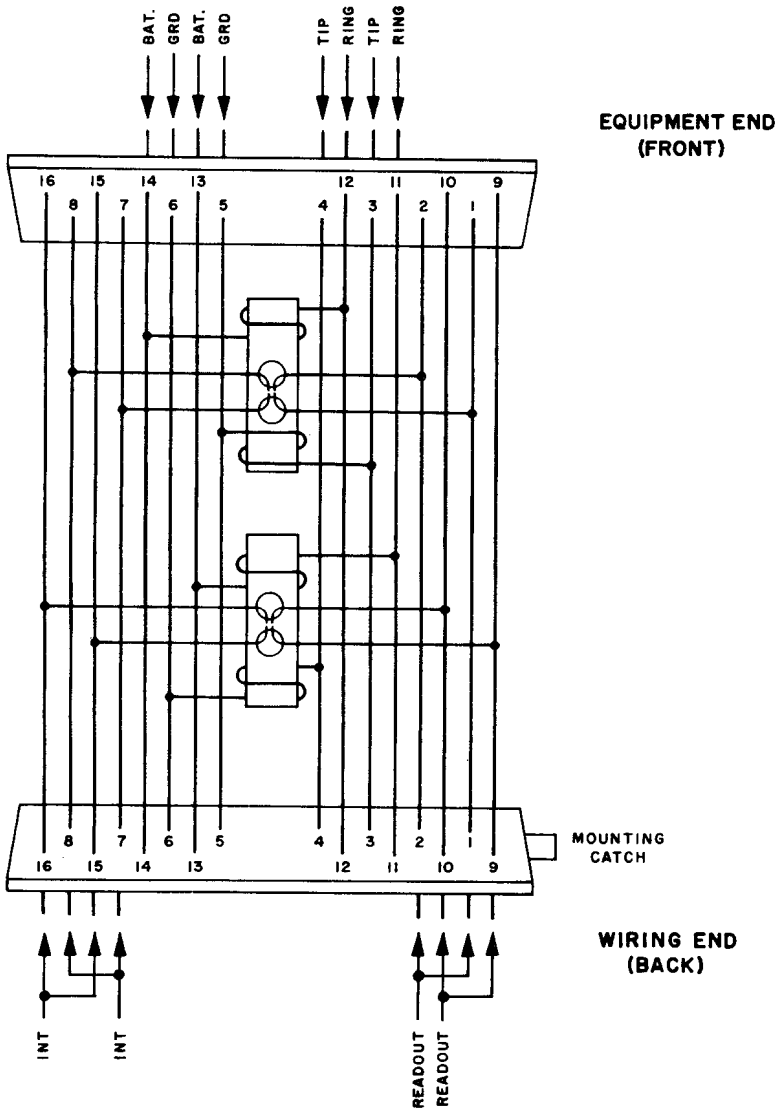 BAT.
GRD
BAT.
GRD
TIP
RING
TIP
RING
EQUIPMENT END
(FRONT)
16 15 14 13 12 11 10 9
8 7 6 5 4 3 2 1
8 7 6 5 4 3 2 1
16 15 14 13 12 11 10 9
MOUNTING
CATCH
WIRING END
(BACK)
INT
INT
READOUT
READOUT